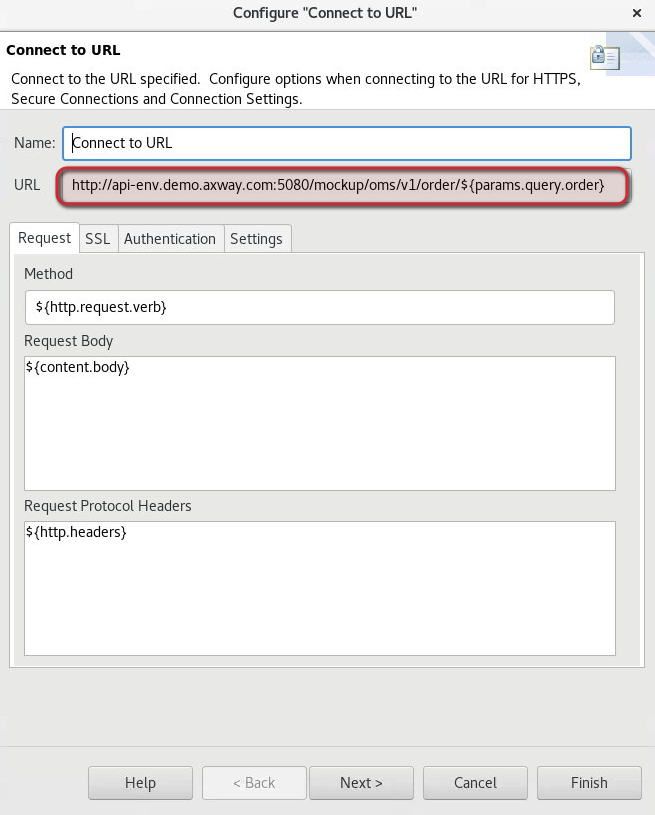 Configure "Connect to URL"
×
Connect to URL
Connect to the URL specified.  Configure options when connecting to the URL for HTTPS,
Secure Connections and Connection Settings.
Name: Connect to URL
URL http://api-env.demo.axway.com:5080/mockup/oms/v1/order/${params.query.order}
Request SSL Authentication Settings
Method
${http.request.verb}
Request Body
${content.body}
Request Protocol Headers
${http.headers}
Help < Back Next > Cancel Finish